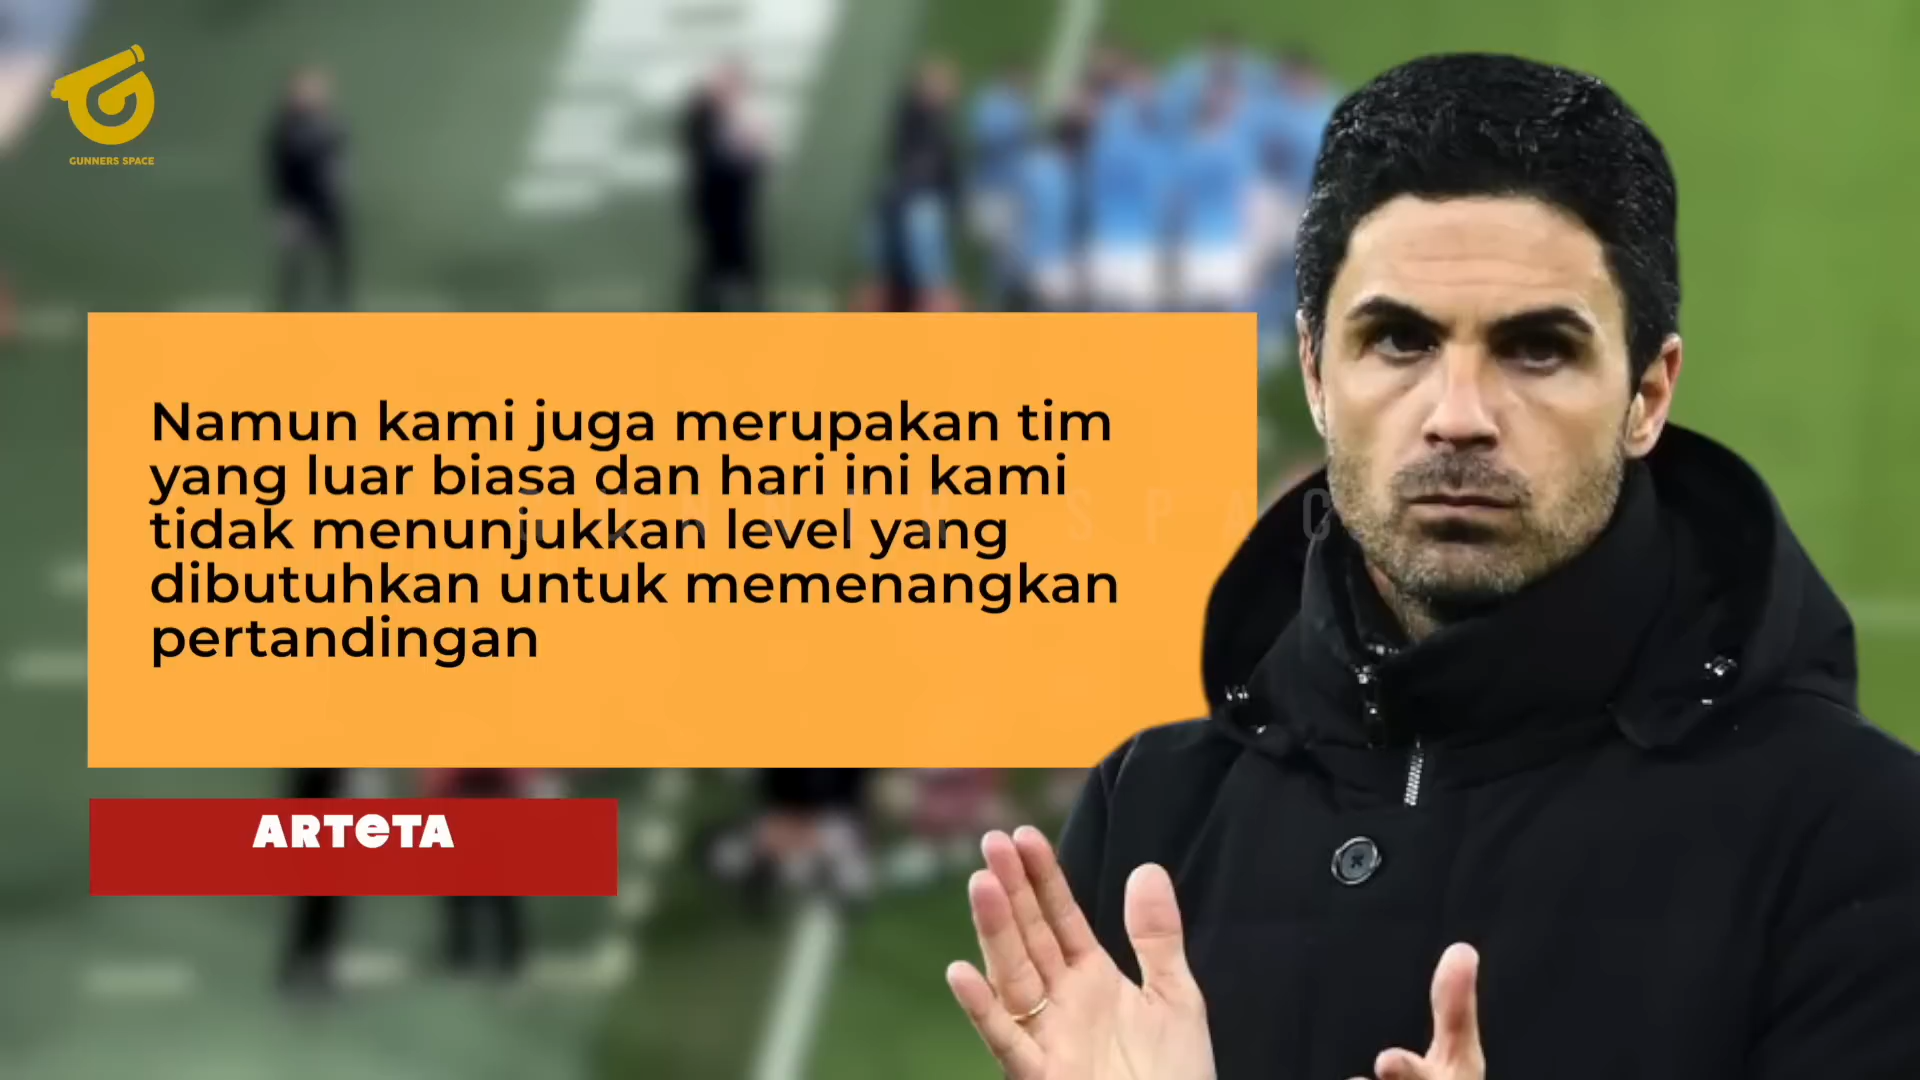 GUNNERS SPACE
Namun kami juga merupakan tim
yang luar biasa dan hari ini kami
tidak menunjukkan level yang
dibutuhkan untuk memenangkan
pertandingan
ARTETA